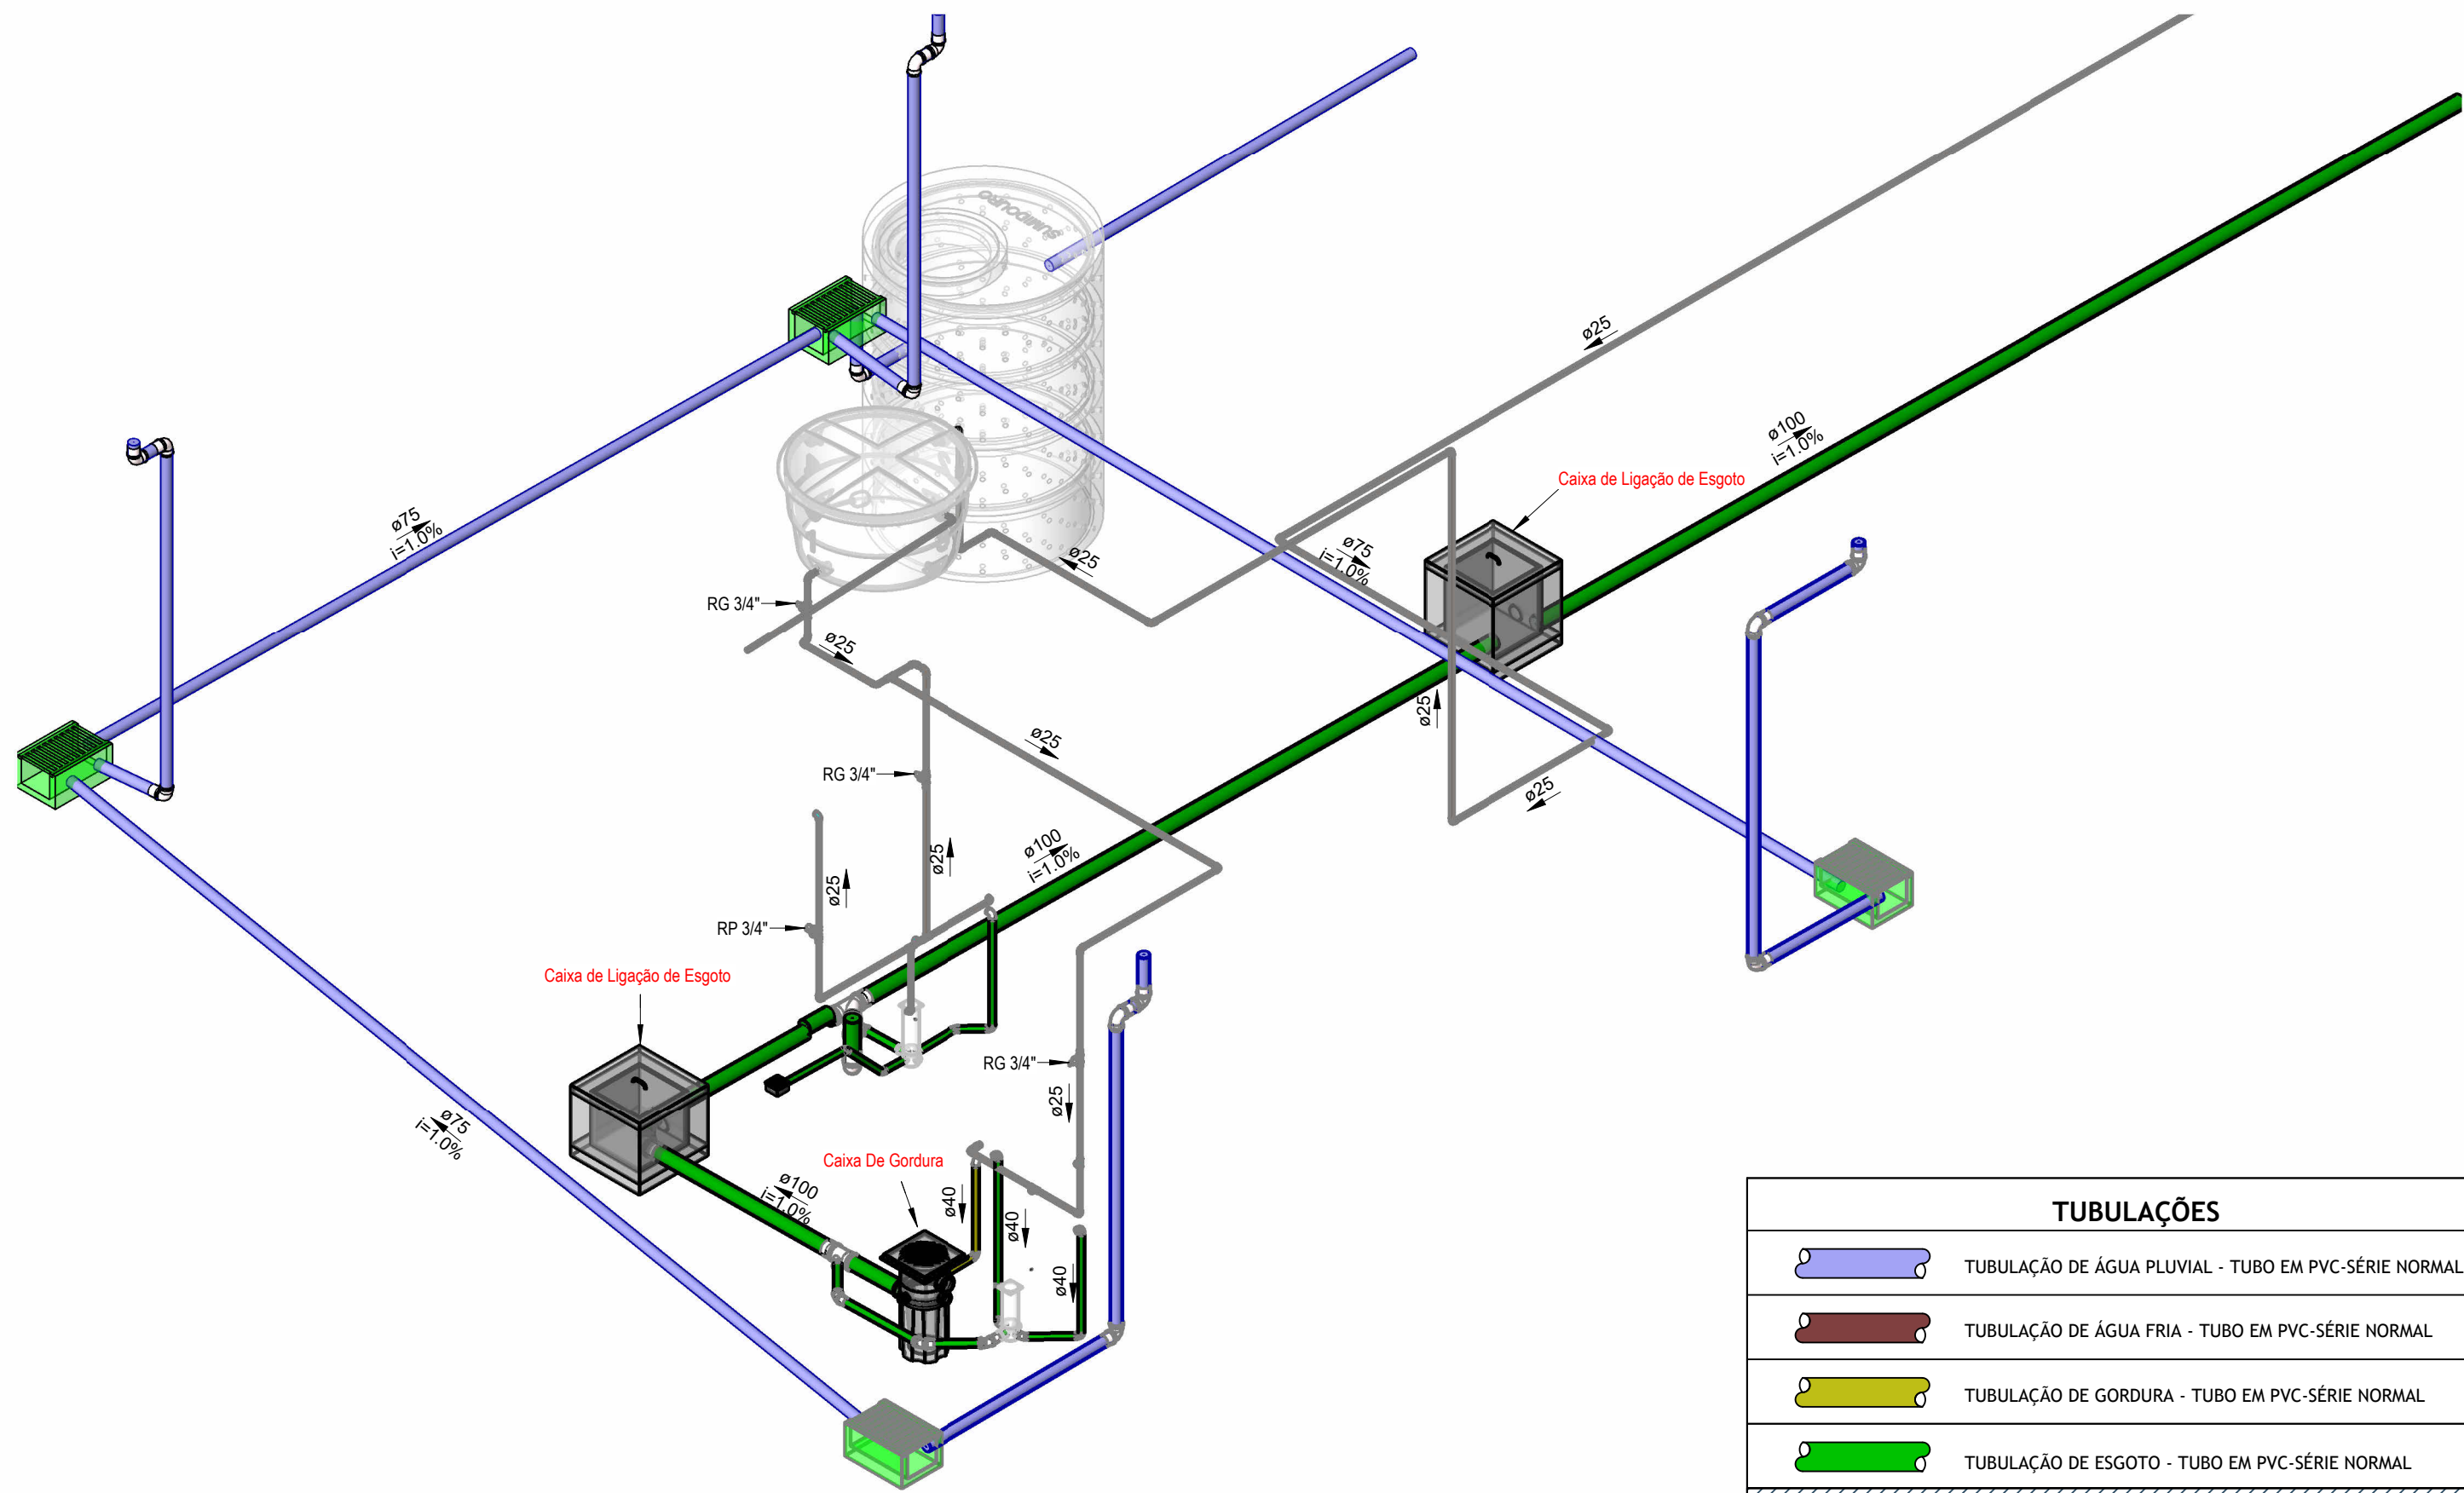 SUMIDOURO
ø25
ø100
i=1.0%
Caixa de Ligação de Esgoto
ø75
i=1.0%
ø75
i=1.0%
ø25
RG 3/4"
ø25
ø25
ø25
RG 3/4"
ø25
ø100
i=1.0%
ø25
ø25
RP 3/4"
Caixa de Ligação de Esgoto
RG 3/4"
ø25
ø75
i=1.0%
Caixa De Gordura
ø100
i=1.0%
ø40
ø40
ø40
TUBULAÇÕES
TUBULAÇÃO DE ÁGUA PLUVIAL - TUBO EM PVC-SÉRIE NORMAL
TUBULAÇÃO DE ÁGUA FRIA - TUBO EM PVC-SÉRIE NORMAL
TUBULAÇÃO DE GORDURA - TUBO EM PVC-SÉRIE NORMAL
TUBULAÇÃO DE ESGOTO - TUBO EM PVC-SÉRIE NORMAL